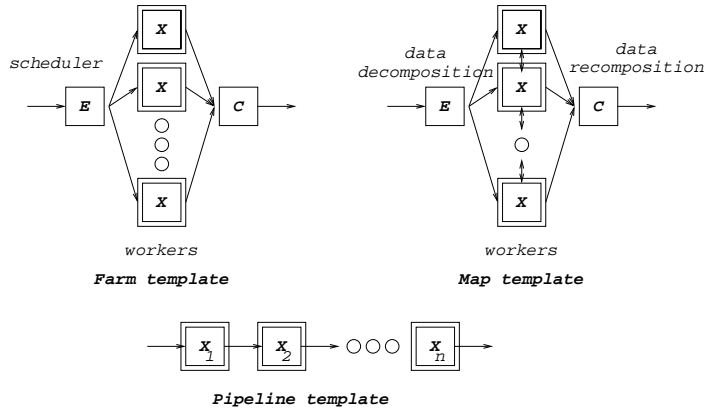 scheduler
E
X
X
X
C
workers
Farm template
data
decomposition
E
X
X
X
C
data
recomposition
workers
Map template
X1
X2
Xn
Pipeline template